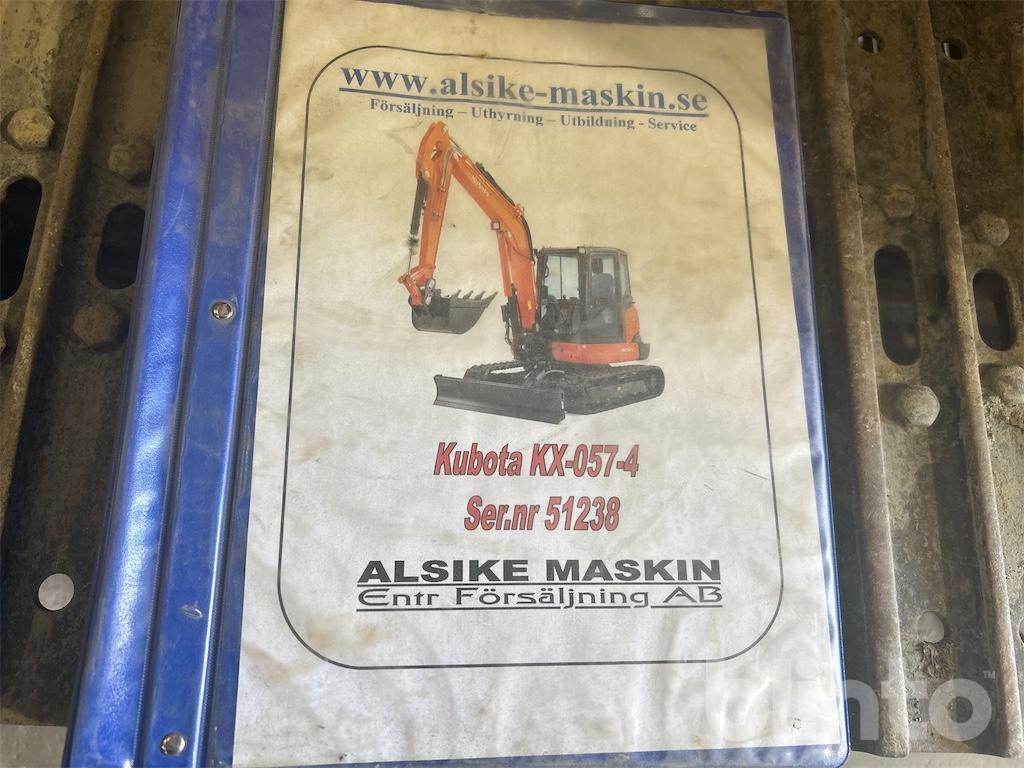 www.alsike-maskin.se
Försäljning – Uthyrning – Utbildning - Service
Kubota KX-057-4
Ser.nr 51238
ALSIKE MASKIN
Entr Försäljning AB
blinto™